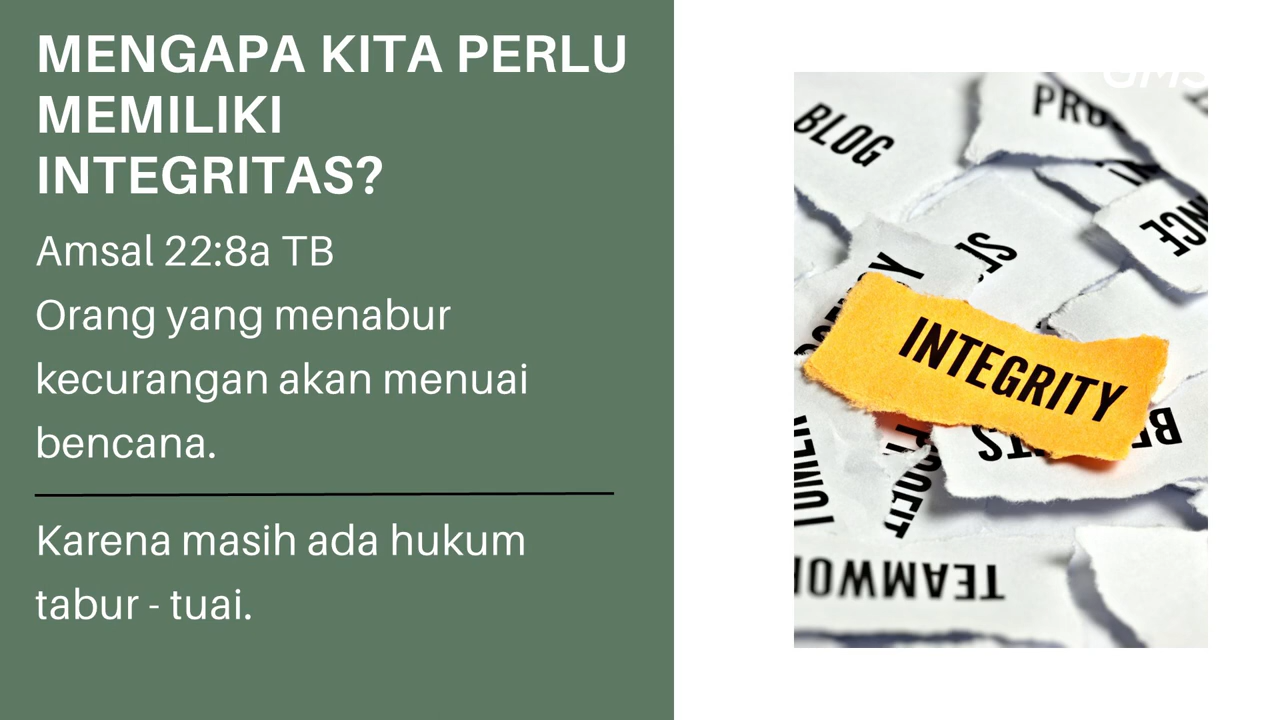 MENGAPA KITA PERLU
MEMILIKI
INTEGRITAS?
Amsal 22:8a TB
Orang yang menabur
kecurangan akan menuai
bencana.
Karena masih ada hukum
tabur - tuai.
GMS
BLOG
INTEGRITY